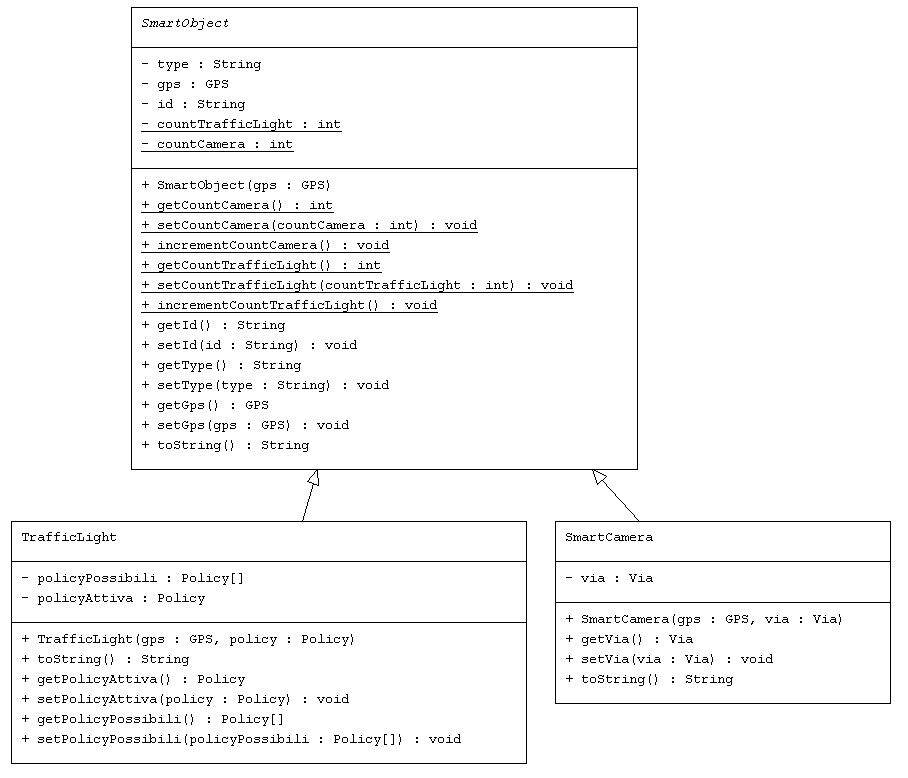 SmartObject
- type : String
- gps : GPS
- id : String
- countTrafficLight : int
- countCamera : int
+ SmartObject(gps : GPS)
+ getCountCamera() : int
+ setCountCamera(countCamera : int) : void
+ incrementCountCamera() : void
+ getCountTrafficLight() : int
+ setCountTrafficLight(countTrafficLight : int) : void
+ incrementCountTrafficLight() : void
+ getId() : String
+ setId(id : String) : void
+ getType() : String
+ setType(type : String) : void
+ getGps() : GPS
+ setGps(gps : GPS) : void
+ toString() : String
TrafficLight
- policyPossibili : Policy[]
- policyAttiva : Policy
+ TrafficLight(gps : GPS, policy : Policy)
+ toString() : String
+ getPolicyAttiva() : Policy
+ setPolicyAttiva(policy : Policy) : void
+ getPolicyPossibili() : Policy[]
+ setPolicyPossibili(policyPossibili : Policy[]) : void
SmartCamera
- via : Via
+ SmartCamera(gps : GPS, via : Via)
+ getVia() : Via
+ setVia(via : Via) : void
+ toString() : String